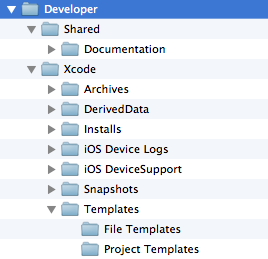 Developer
Shared
Documentation
Xcode
Archives
DerivedData
Installs
iOS Device Logs
iOS DeviceSupport
Snapshots
Templates
File Templates
Project Templates